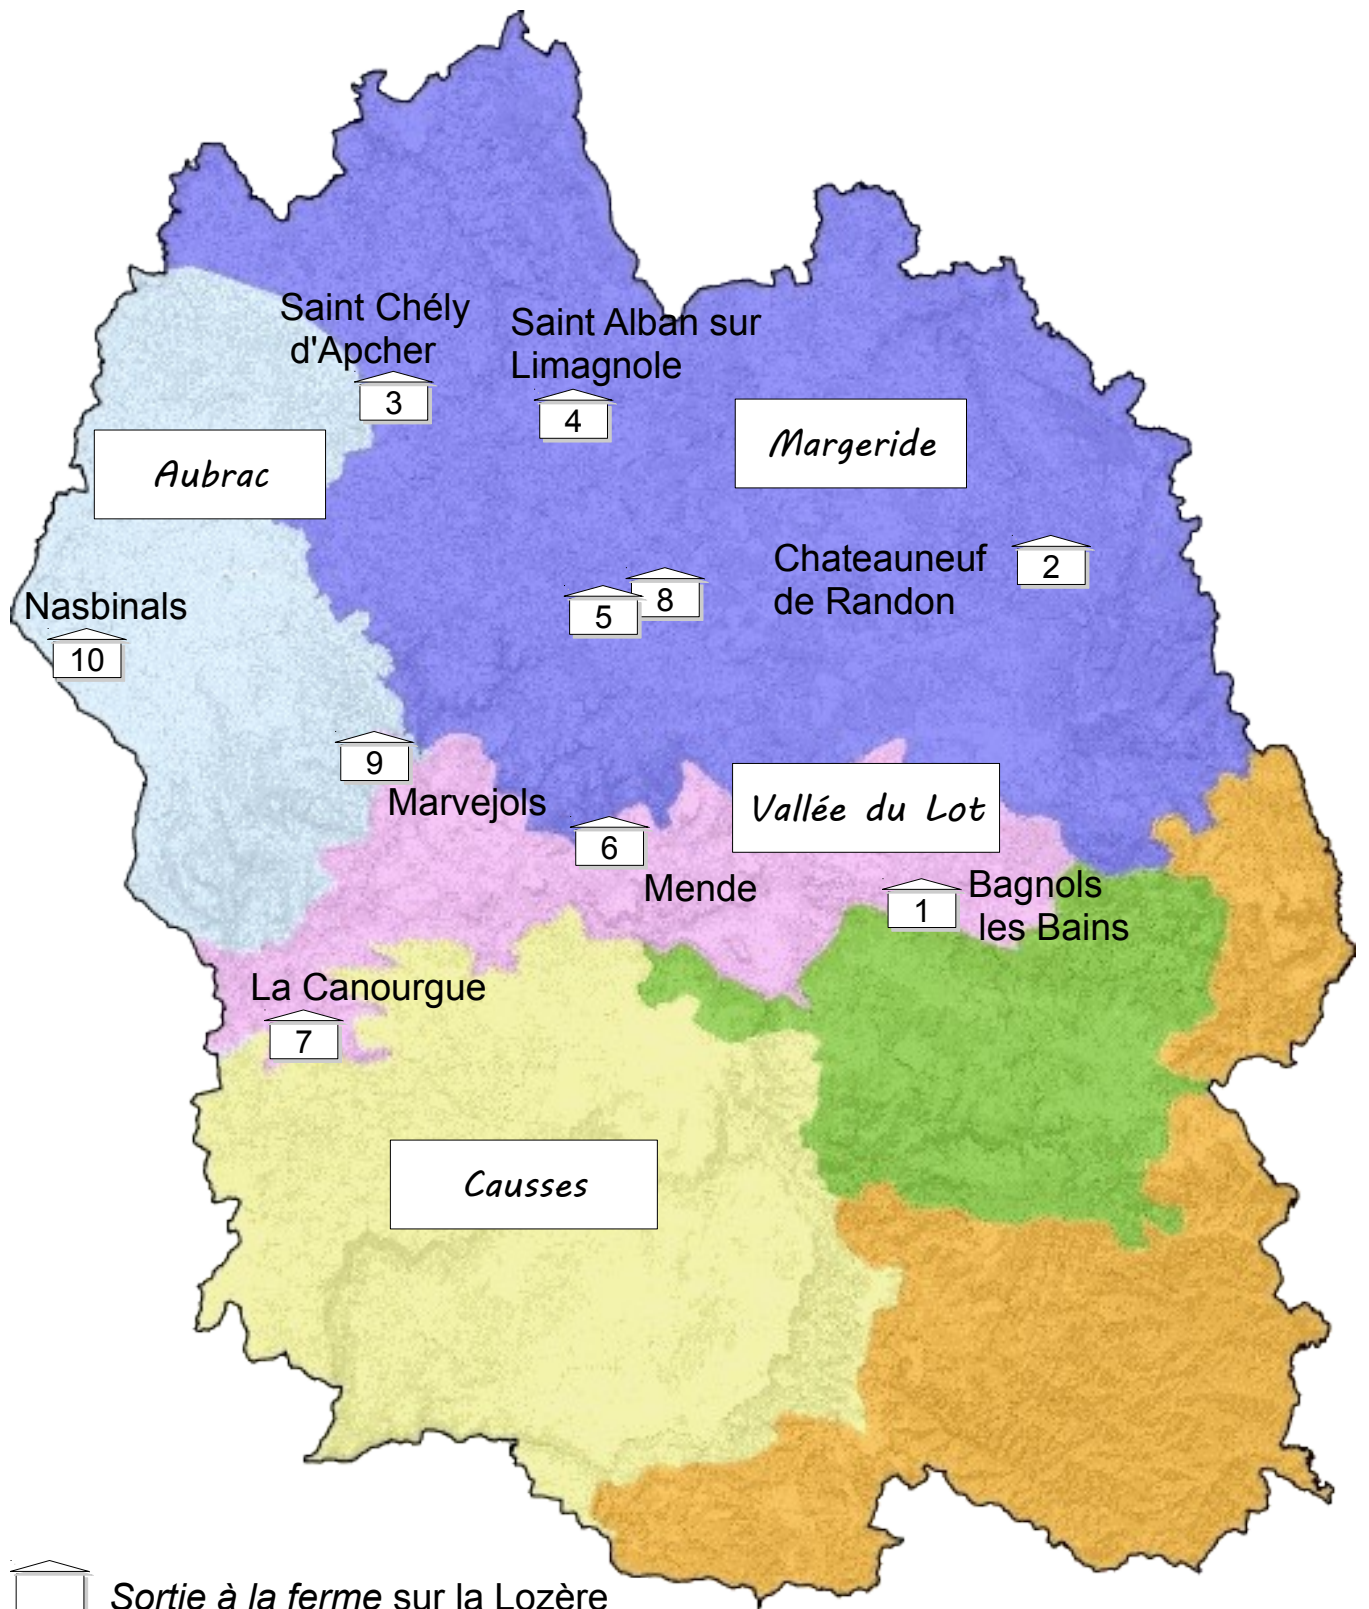 Saint Chély
d'Apcher
3
Saint Alban sur
Limagnole
4
Margeride
Aubrac
Chateauneuf
de Randon
2
8
5
Nasbinals
10
9
Marvejols
Vallée du Lot
6
Mende
Bagnols
les Bains
1
La Canourgue
7
Causses
Sortie à la ferme sur la Lozère